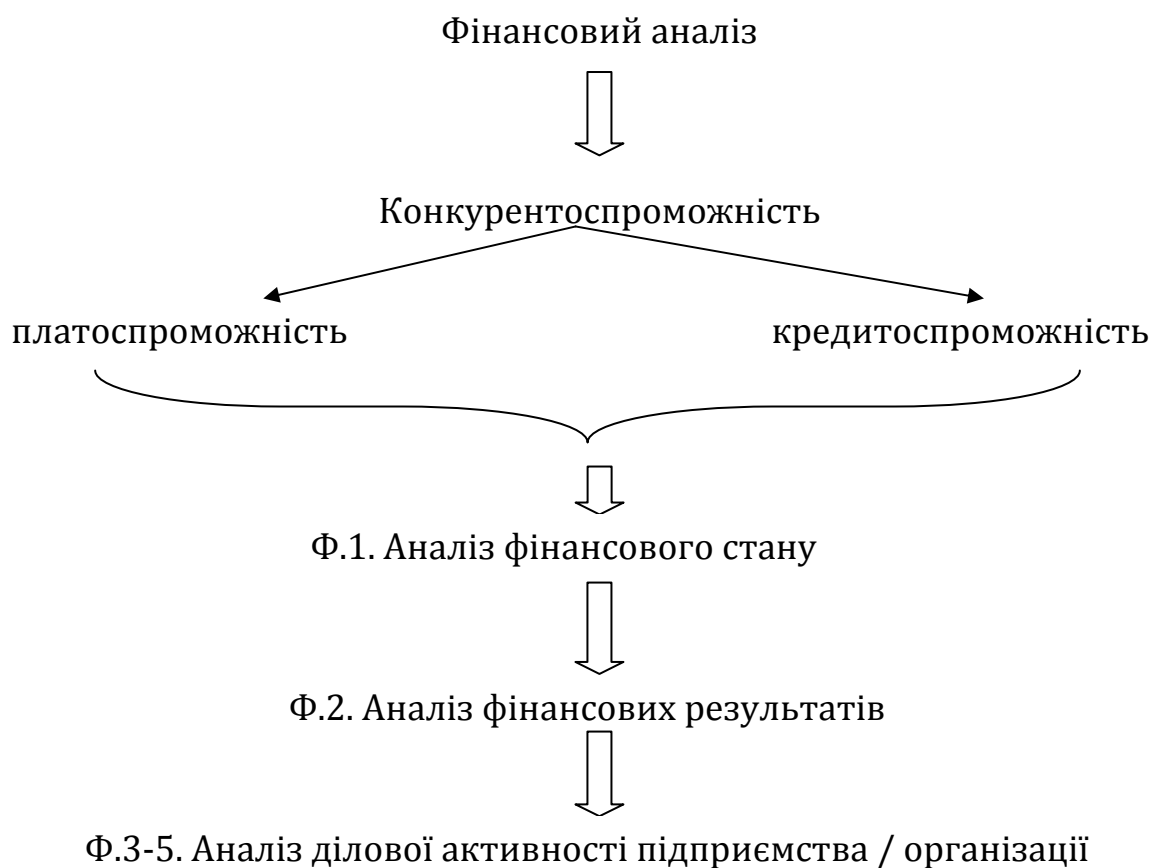 Фінансовий аналіз
Конкурентоспроможність
платоспроможність
кредитоспроможність
Ф.1. Аналіз фінансового стану
Ф.2. Аналіз фінансових результатів
Ф.3-5. Аналіз ділової активності підприємства / організації